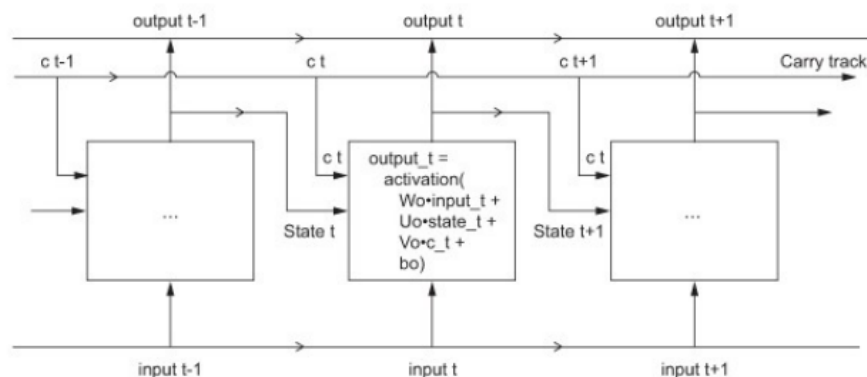 output t-1
output t
output t+1
c t-1
c t
c t+1
Carry track
c t
output_t =
activation(
Wo•input_t +
Uo•state_t +
Vo•c_t +
bo)
c t
...
...
State t
State t+1
input t-1
input t
input t+1